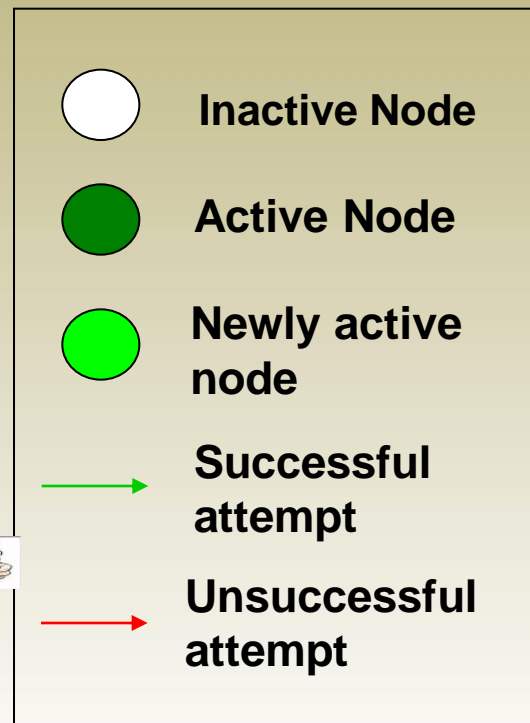 Inactive Node
Active Node
Newly active
node
Successful
attempt
Unsuccessful
attempt